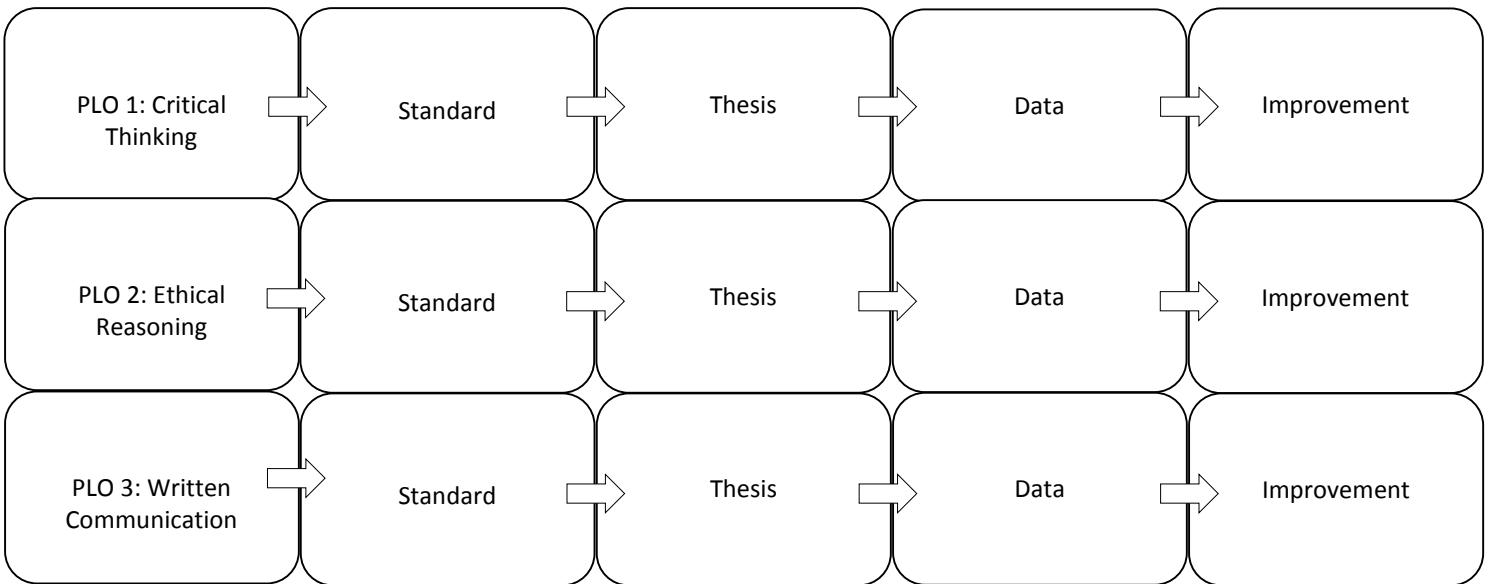 PLO 1: Critical
Thinking
Standard
Thesis
Data
Improvement
PLO 2: Ethical
Reasoning
Standard
Thesis
Data
Improvement
PLO 3: Written
Communication
Standard
Thesis
Data
Improvement